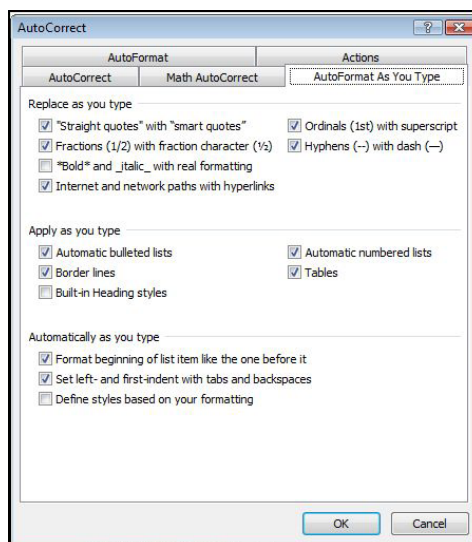 AutoCorrect
AutoFormat Actions
AutoCorrect Math AutoCorrect AutoFormat As You Type
Replace as you type
"Straight quotes" with “smart quotes” Ordinals (1st) with superscript
Fractions (1/2) with fraction character (½) Hyphens (--) with dash (—)
*Bold* and _italic_ with real formatting
Internet and network paths with hyperlinks
Apply as you type
Automatic bulleted lists Automatic numbered lists
Border lines Tables
Built-in Heading styles
Automatically as you type
Format beginning of list item like the one before it
Set left- and first-indent with tabs and backspaces
Define styles based on your formatting
OK Cancel